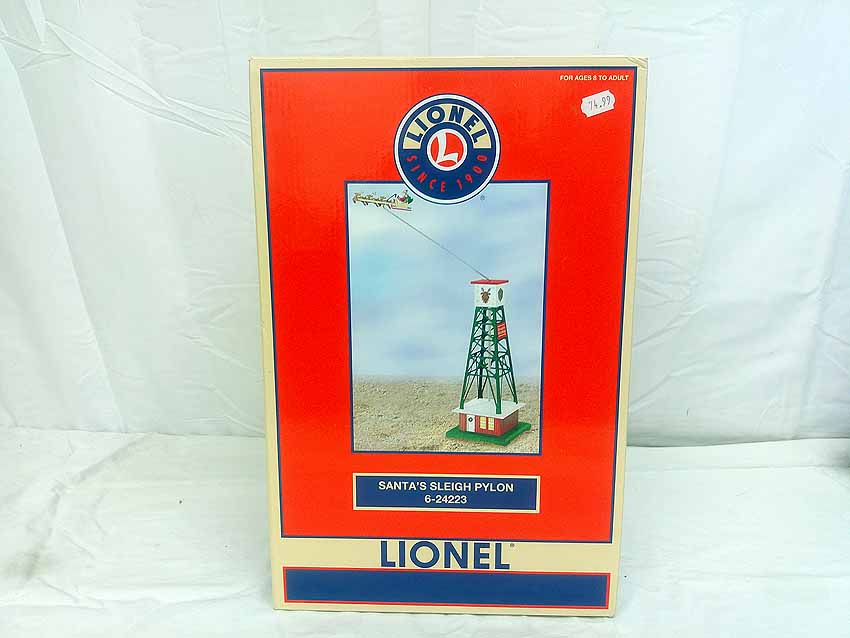 FOR AGES 8 TO ADULT
74.99
LIONEL
L
SINCE 1900
®
SANTA'S SLEIGH PYLON
6-24223
LIONEL®